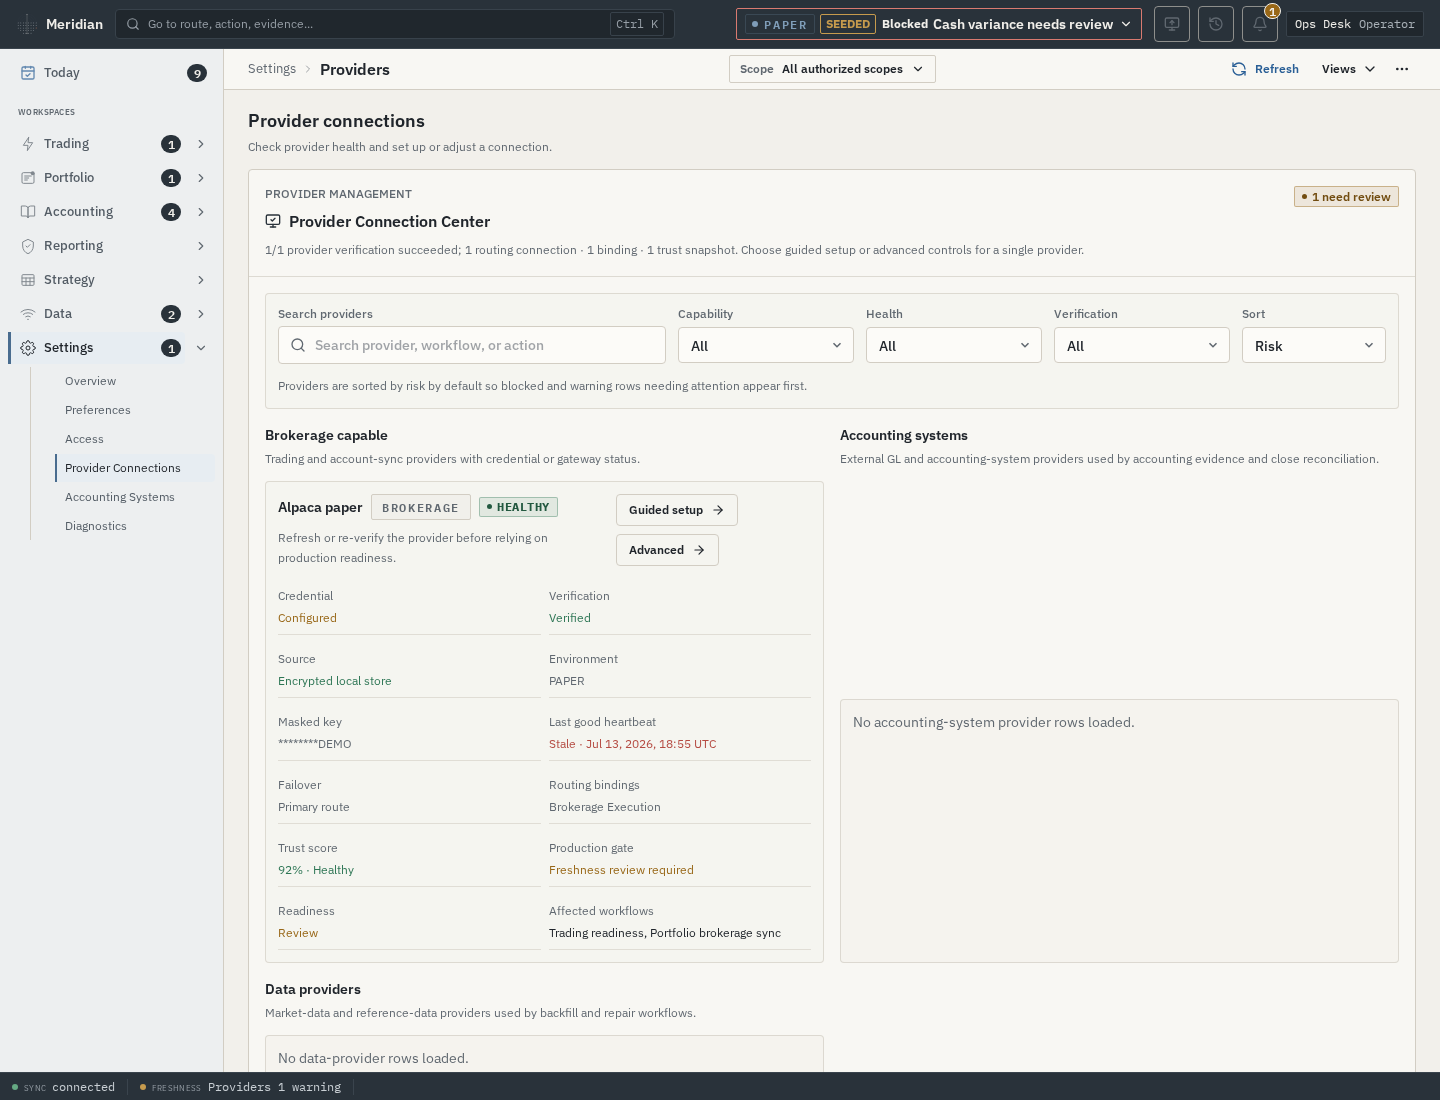 Meridian
Go to route, action, evidence...
Ctrl K
PAPER
SEEDED
Blocked Cash variance needs review
1
Ops Desk Operator
Today 9
WORKSPACES
Trading 1
Portfolio 1
Accounting 4
Reporting
Strategy
Data 2
Settings 1
Overview
Preferences
Access
Provider Connections
Accounting Systems
Diagnostics
Settings > Providers
Scope All authorized scopes
Refresh
Views
Provider connections
Check provider health and set up or adjust a connection.
PROVIDER MANAGEMENT
1 need review
Provider Connection Center
1/1 provider verification succeeded; 1 routing connection · 1 binding · 1 trust snapshot. Choose guided setup or advanced controls for a single provider.
Search providers
Search provider, workflow, or action
Capability
All
Health
All
Verification
All
Sort
Risk
Providers are sorted by risk by default so blocked and warning rows needing attention appear first.
Brokerage capable
Trading and account-sync providers with credential or gateway status.
Alpaca paper
BROKERAGE
HEALTHY
Refresh or re-verify the provider before relying on
production readiness.
Guided setup
Advanced
Credential
Configured
Verification
Verified
Source
Encrypted local store
Environment
PAPER
Masked key
********DEMO
Last good heartbeat
Stale · Jul 13, 2026, 18:55 UTC
Failover
Primary route
Routing bindings
Brokerage Execution
Trust score
92% · Healthy
Production gate
Freshness review required
Readiness
Review
Affected workflows
Trading readiness, Portfolio brokerage sync
Accounting systems
External GL and accounting-system providers used by accounting evidence and close reconciliation.
No accounting-system provider rows loaded.
Data providers
Market-data and reference-data providers used by backfill and repair workflows.
No data-provider rows loaded.
SYNC connected
FRESHNESS Providers 1 warning